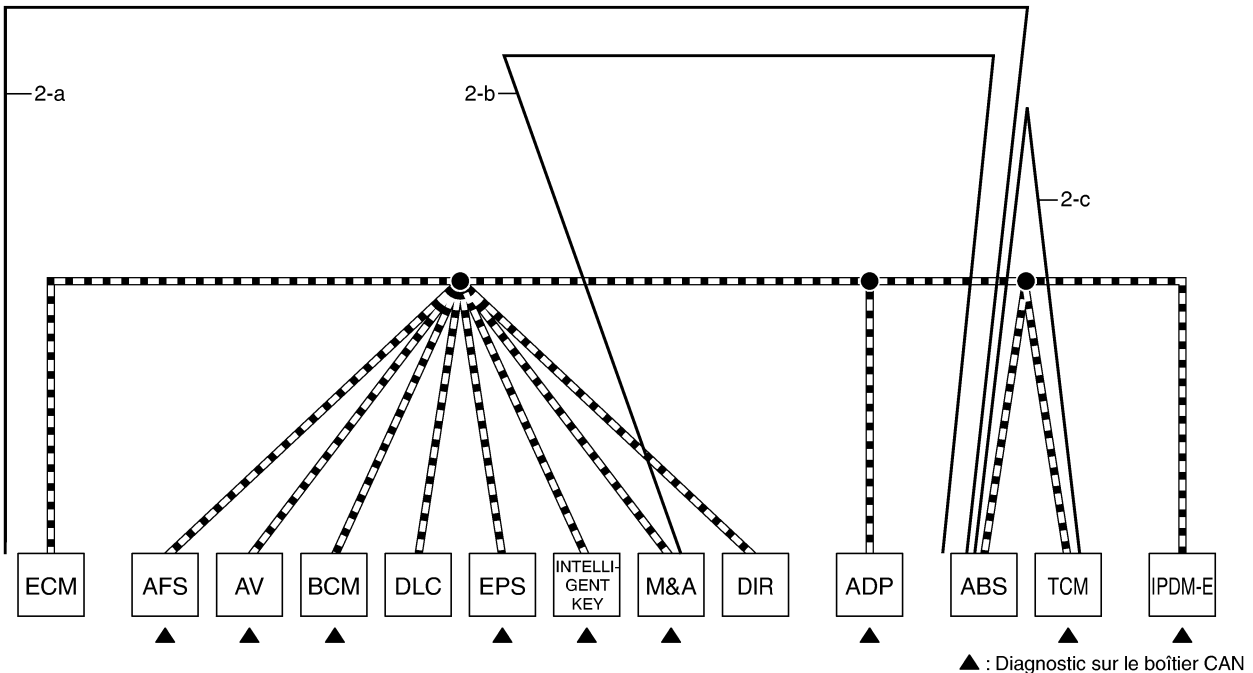 2-a
2-b
2-c
ECM
AFS
AV
BCM
DLC
EPS
INTELLI-
GENT
KEY
M&A
DIR
ADP
ABS
TCM
IPDM-E
▲ : Diagnostic sur le boîtier CAN